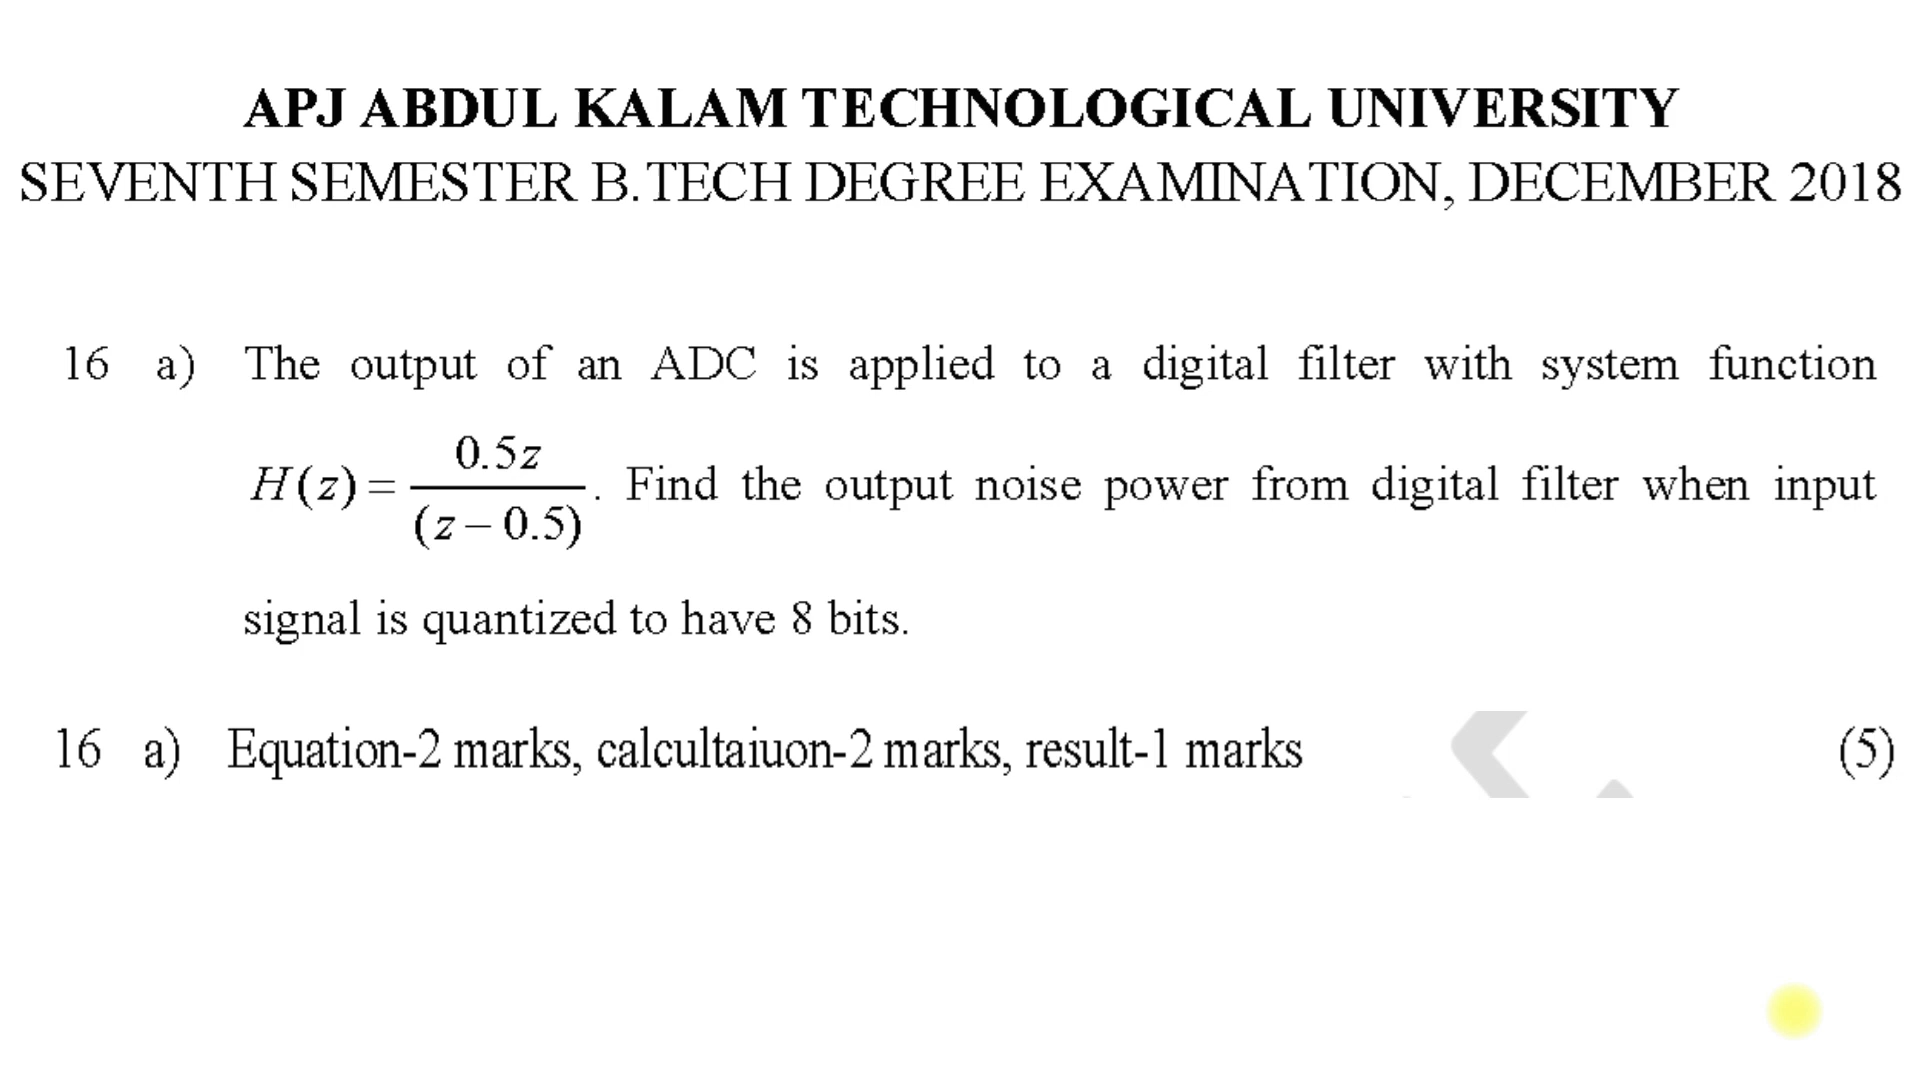 APJ ABDUL KALAM TECHNOLOGICAL UNIVERSITY
SEVENTH SEMESTER B.TECH DEGREE EXAMINATION, DECEMBER 2018
16 a) The output of an ADC is applied to a digital filter with system function
H(z) = 0.5z / (z − 0.5) . Find the output noise power from digital filter when input
signal is quantized to have 8 bits.
16 a) Equation-2 marks, calcultaiuon-2 marks, result-1 marks (5)